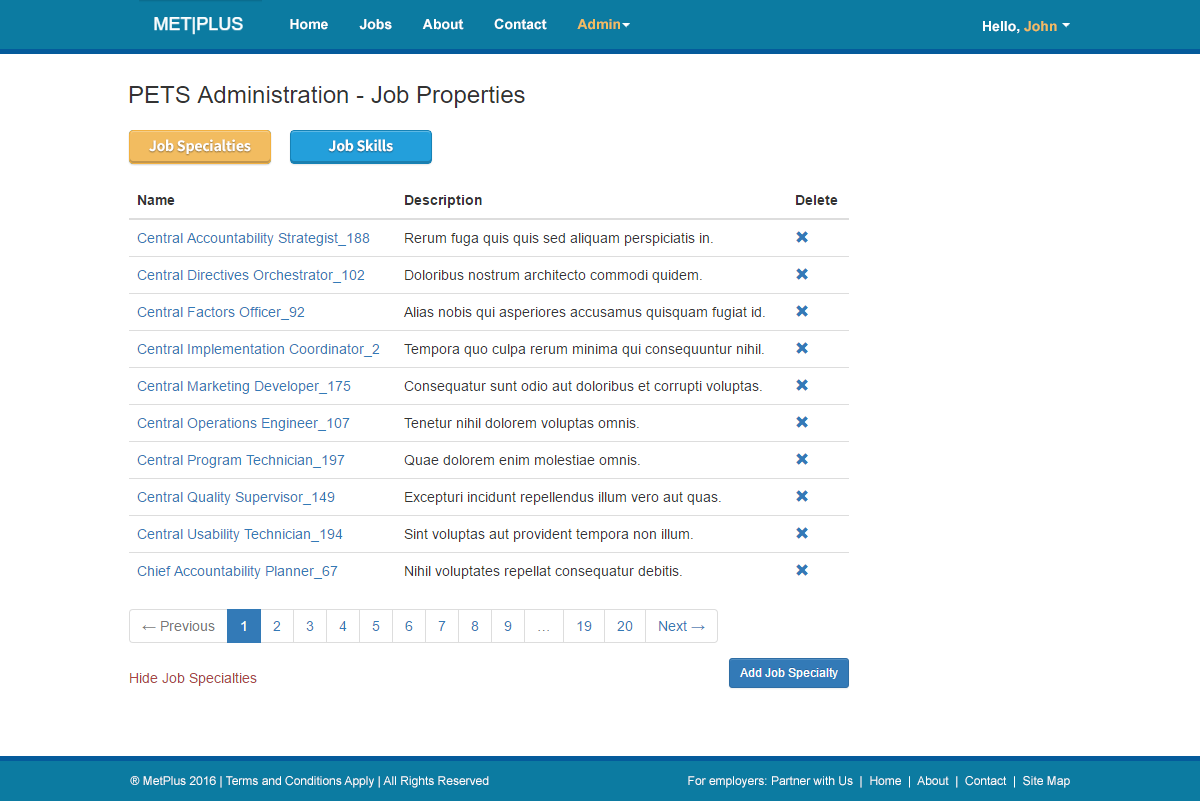 MET|PLUS Home Jobs About Contact Admin Hello, John
PETS Administration - Job Properties
Job Specialties Job Skills
Name Description Delete
Central Accountability Strategist_188 Rerum fuga quis quis sed aliquam perspiciatis in.
Central Directives Orchestrator_102 Doloribus nostrum architecto commodi quidem.
Central Factors Officer_92 Alias nobis qui asperiores accusamus quisquam fugiat id.
Central Implementation Coordinator_2 Tempora quo culpa rerum minima qui consequuntur nihil.
Central Marketing Developer_175 Consequatur sunt odio aut doloribus et corrupti voluptas.
Central Operations Engineer_107 Tenetur nihil dolorem voluptas omnis.
Central Program Technician_197 Quae dolorem enim molestiae omnis.
Central Quality Supervisor_149 Excepturi incidunt repellendus illum vero aut quas.
Central Usability Technician_194 Sint voluptas aut provident tempora non illum.
Chief Accountability Planner_67 Nihil voluptates repellat consequatur debitis.
← Previous 1 2 3 4 5 6 7 8 9 … 19 20 Next →
Hide Job Specialties Add Job Specialty
® MetPlus 2016 | Terms and Conditions Apply | All Rights Reserved For employers: Partner with Us | Home | About | Contact | Site Map